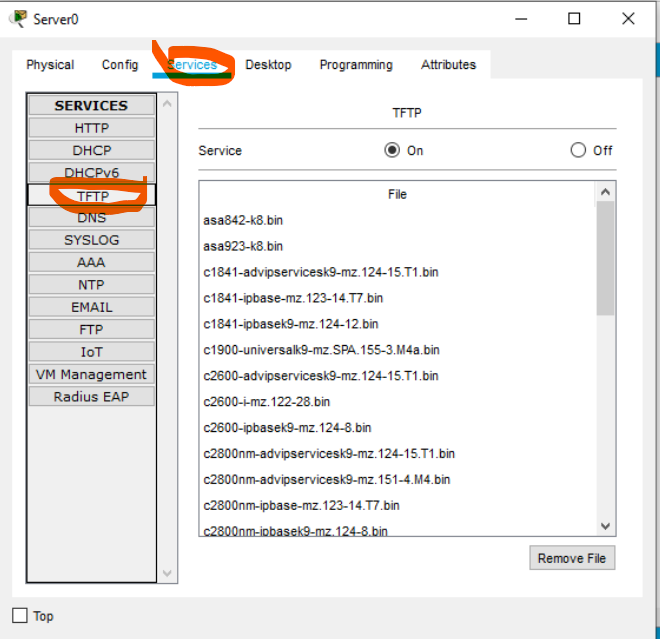 Server0
Physical Config Services Desktop Programming Attributes
SERVICES
HTTP
DHCP
DHCPv6
TFTP
DNS
SYSLOG
AAA
NTP
EMAIL
FTP
IoT
VM Management
Radius EAP
TFTP
Service On Off
File
asa842-k8.bin
asa923-k8.bin
c1841-advipservicesk9-mz.124-15.T1.bin
c1841-ipbase-mz.123-14.T7.bin
c1841-ipbasek9-mz.124-12.bin
c1900-universalk9-mz.SPA.155-3.M4a.bin
c2600-advipservicesk9-mz.124-15.T1.bin
c2600-i-mz.122-28.bin
c2600-ipbasek9-mz.124-8.bin
c2800nm-advipservicesk9-mz.124-15.T1.bin
c2800nm-advipservicesk9-mz.151-4.M4.bin
c2800nm-ipbase-mz.123-14.T7.bin
c2800nm-ipbasek9-mz.124-8.bin
Remove File
Top